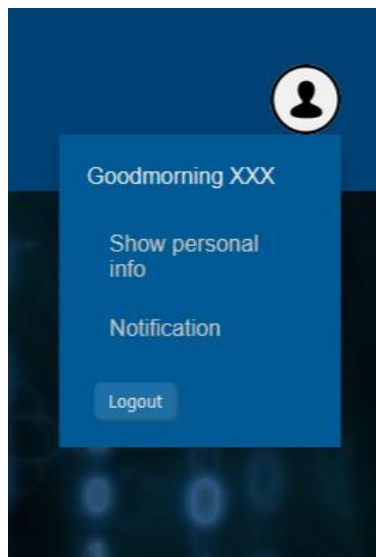 Goodmorning XXX
Show personal
info
Notification
Logout